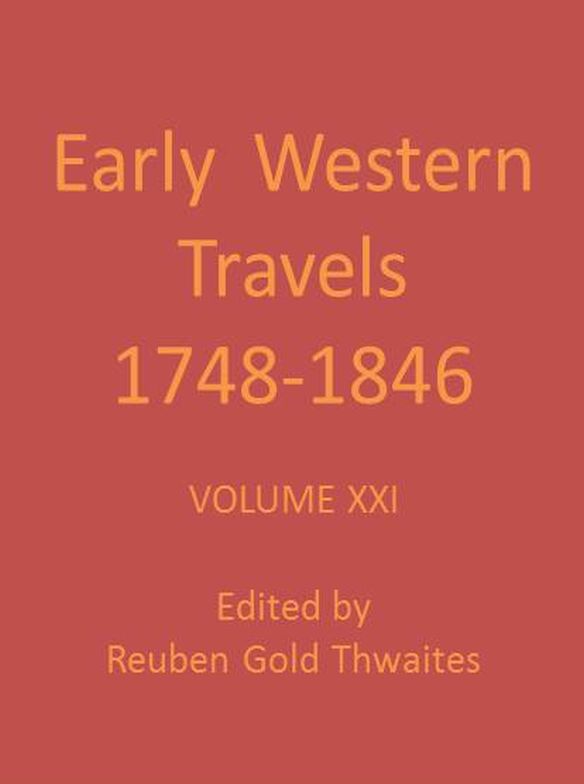 Early Western
Travels
1748-1846
VOLUME XXI
Edited by
Reuben Gold Thwaites